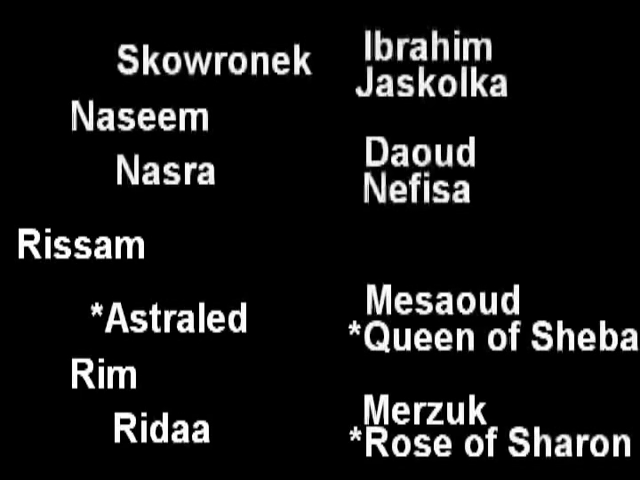 Ibrahim
Skowronek
Jaskolka
Naseem
Daoud
Nasra
Nefisa
Rissam
Mesaoud
*Astraled
*Queen of Sheba
Rim
Merzuk
Ridaa
*Rose of Sharon